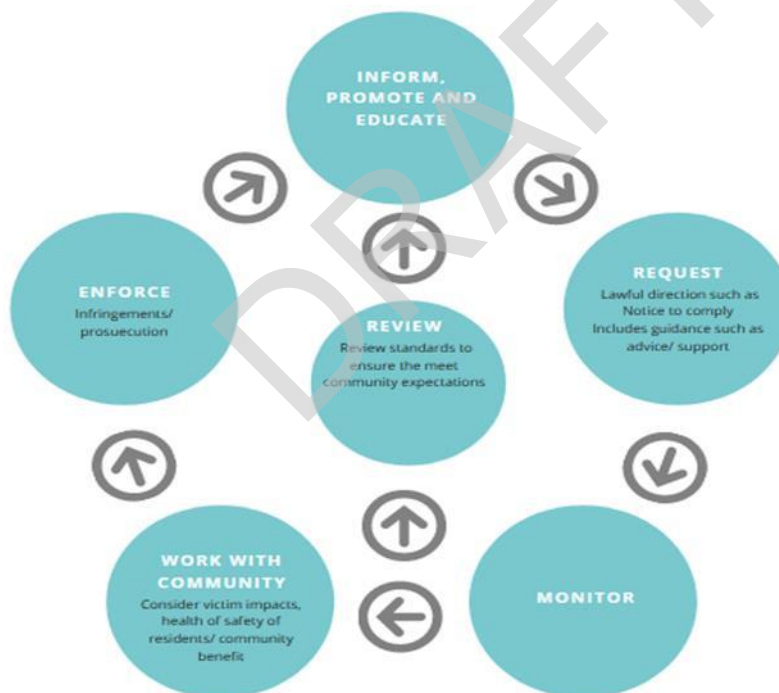 INFORM,
PROMOTE AND
EDUCATE
ENFORCE
Infringements/
prosuecution
REQUEST
Lawful direction such as
Notice to comply
Includes guidance such as
advice/ support
REVIEW
Review standards to
ensure the meet
community expectations
WORK WITH
COMMUNITY
Consider victim impacts,
health of safety of
residents/ community
benefit
MONITOR
DRAFT